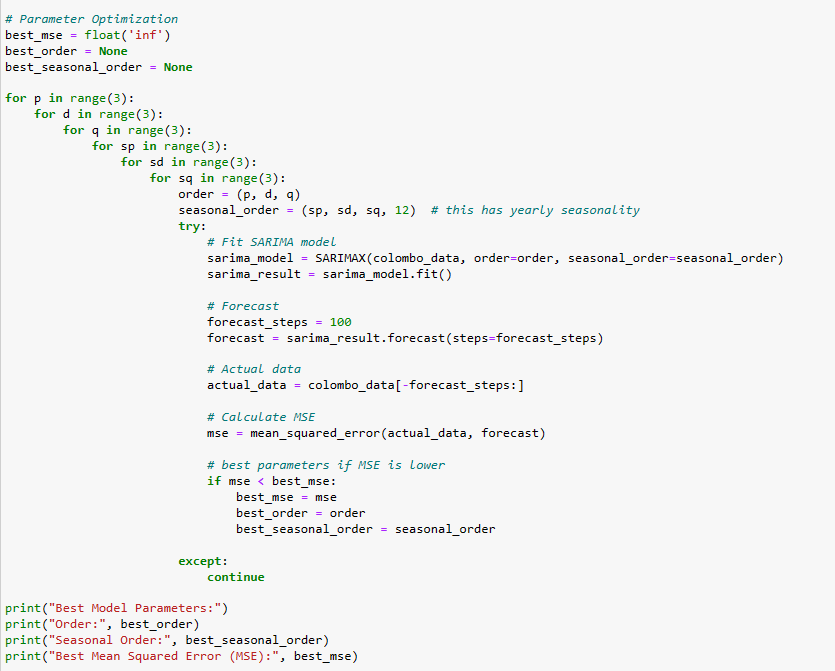 # Parameter Optimization
best_mse = float('inf')
best_order = None
best_seasonal_order = None
for p in range(3):
    for d in range(3):
        for q in range(3):
            for sp in range(3):
                for sd in range(3):
                    for sq in range(3):
                        order = (p, d, q)
                        seasonal_order = (sp, sd, sq, 12)  # this has yearly seasonality
                        try:
                            # Fit SARIMA model
                            sarima_model = SARIMAX(colombo_data, order=order, seasonal_order=seasonal_order)
                            sarima_result = sarima_model.fit()
                            # Forecast
                            forecast_steps = 100
                            forecast = sarima_result.forecast(steps=forecast_steps)
                            # Actual data
                            actual_data = colombo_data[-forecast_steps:]
                            # Calculate MSE
                            mse = mean_squared_error(actual_data, forecast)
                            # best parameters if MSE is lower
                            if mse < best_mse:
                                best_mse = mse
                                best_order = order
                                best_seasonal_order = seasonal_order
                        except:
                            continue
print("Best Model Parameters:")
print("Order:", best_order)
print("Seasonal Order:", best_seasonal_order)
print("Best Mean Squared Error (MSE):", best_mse)